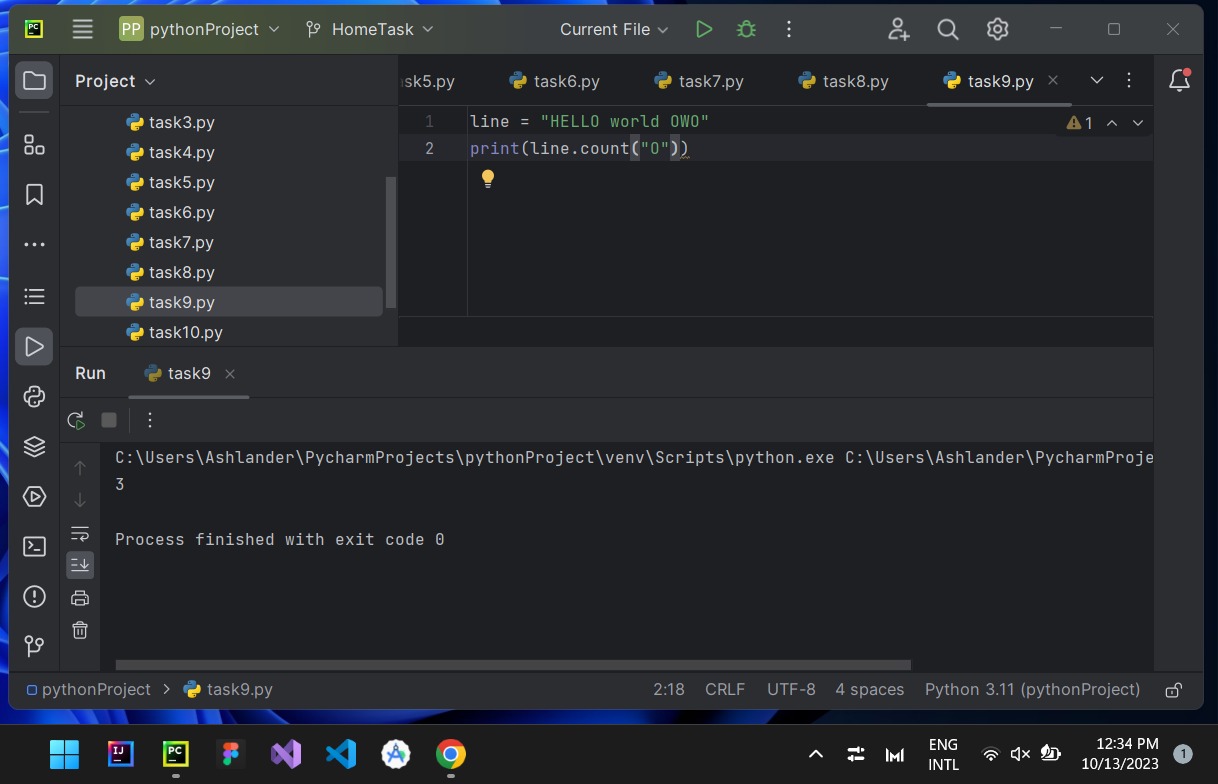 PC PP pythonProject HomeTask Current File
Project
sk5.py task6.py task7.py task8.py task9.py
task3.py
task4.py
task5.py
task6.py
task7.py
task8.py
task9.py
task10.py
1 line = "HELLO world OWO"
2 print(line.count("O"))
1
Run task9
C:\Users\Ashlander\PycharmProjects\pythonProject\venv\Scripts\python.exe C:\Users\Ashlander\PycharmProje
3
Process finished with exit code 0
pythonProject > task9.py 2:18 CRLF UTF-8 4 spaces Python 3.11 (pythonProject)
IJ PC
ENG
INTL
12:34 PM
10/13/2023
1